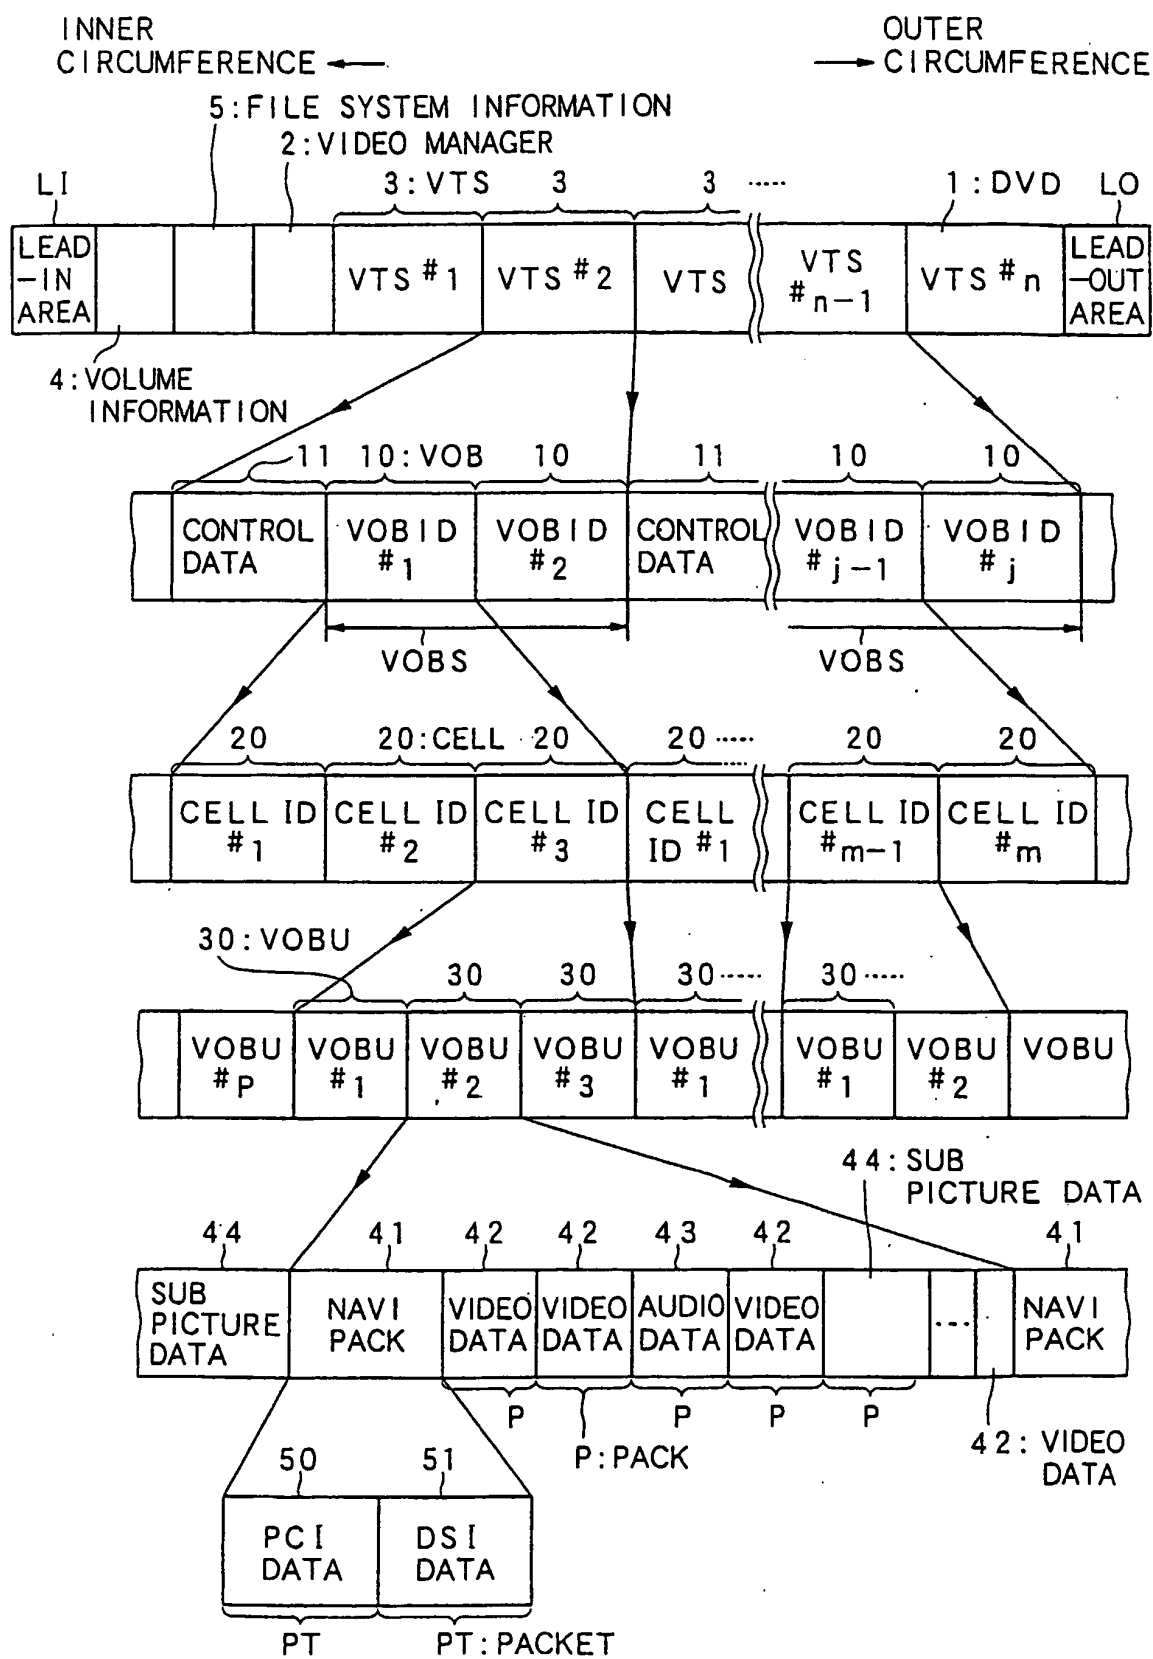 INNER
CIRCUMFERENCE
OUTER
CIRCUMFERENCE
5:FILE SYSTEM INFORMATION
2:VIDEO MANAGER
LI
3:VTS
3
3
.....
1:DVD
LO
LEAD
-IN
AREA
VTS #1
VTS #2
VTS
VTS
#n-1
VTS #n
LEAD
-OUT
AREA
4:VOLUME
INFORMATION
11
10:VOB
10
11
10
10
CONTROL
DATA
VOBID
#1
VOBID
#2
CONTROL
DATA
VOBID
#j-1
VOBID
#j
VOBS
VOBS
20
20:CELL
20
20
.....
20
20
CELL ID
#1
CELL ID
#2
CELL ID
#3
CELL
ID #1
CELL ID
#m-1
CELL ID
#m
30:VOBU
30
30
30
.....
30
.....
VOBU
#P
VOBU
#1
VOBU
#2
VOBU
#3
VOBU
#1
VOBU
#1
VOBU
#2
VOBU
44:SUB
PICTURE DATA
44
41
42
42
43
42
41
SUB
PICTURE
DATA
NAVI
PACK
VIDEO
DATA
VIDEO
DATA
AUDIO
DATA
VIDEO
DATA
...
NAVI
PACK
P
P:PACK
P
P
P
42:VIDEO
DATA
50
51
PCI
DATA
DSI
DATA
PT
PT:PACKET